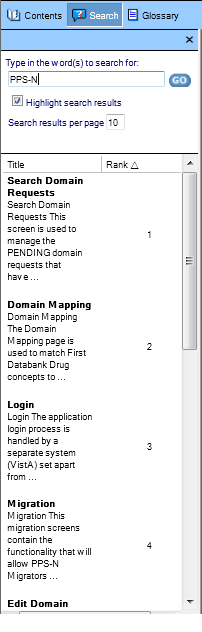 Contents Search Glossary
Type in the word(s) to search for:
PPS-N GO
Highlight search results
Search results per page 10
Title Rank △
Search Domain
Requests
Search Domain
Requests This
screen is used to
manage the
PENDING domain
requests that
have ...
1
Domain Mapping
Domain Mapping
The Domain
Mapping page is
used to match First
Databank Drug
concepts to ...
2
Login
Login The application
login process is
handled by a
separate system
(VistA) set apart
from ...
3
Migration
Migration This
migration screens
contain the
functionality that will
allow PPS-N
Migrators ...
4
Edit Domain